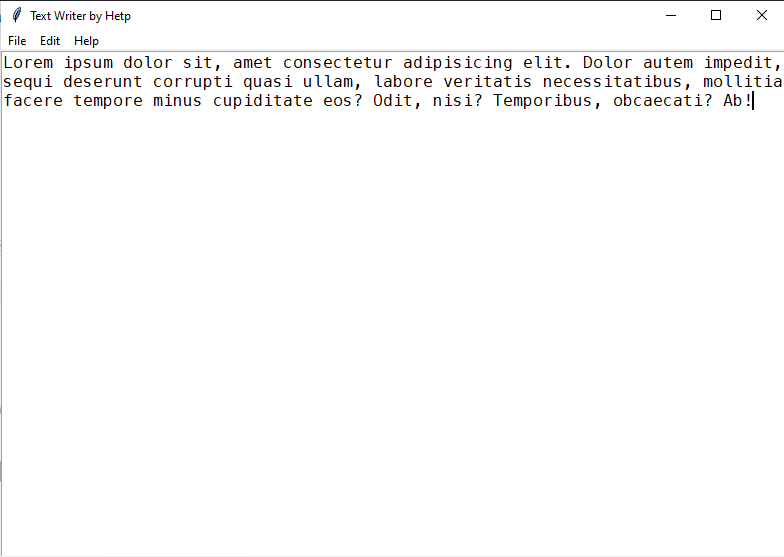 Text Writer by Hetp
File Edit Help
Lorem ipsum dolor sit, amet consectetur adipisicing elit. Dolor autem impedit,
sequi deserunt corrupti quasi ullam, labore veritatis necessitatibus, mollitia
facere tempore minus cupiditate eos? Odit, nisi? Temporibus, obcaecati? Ab!